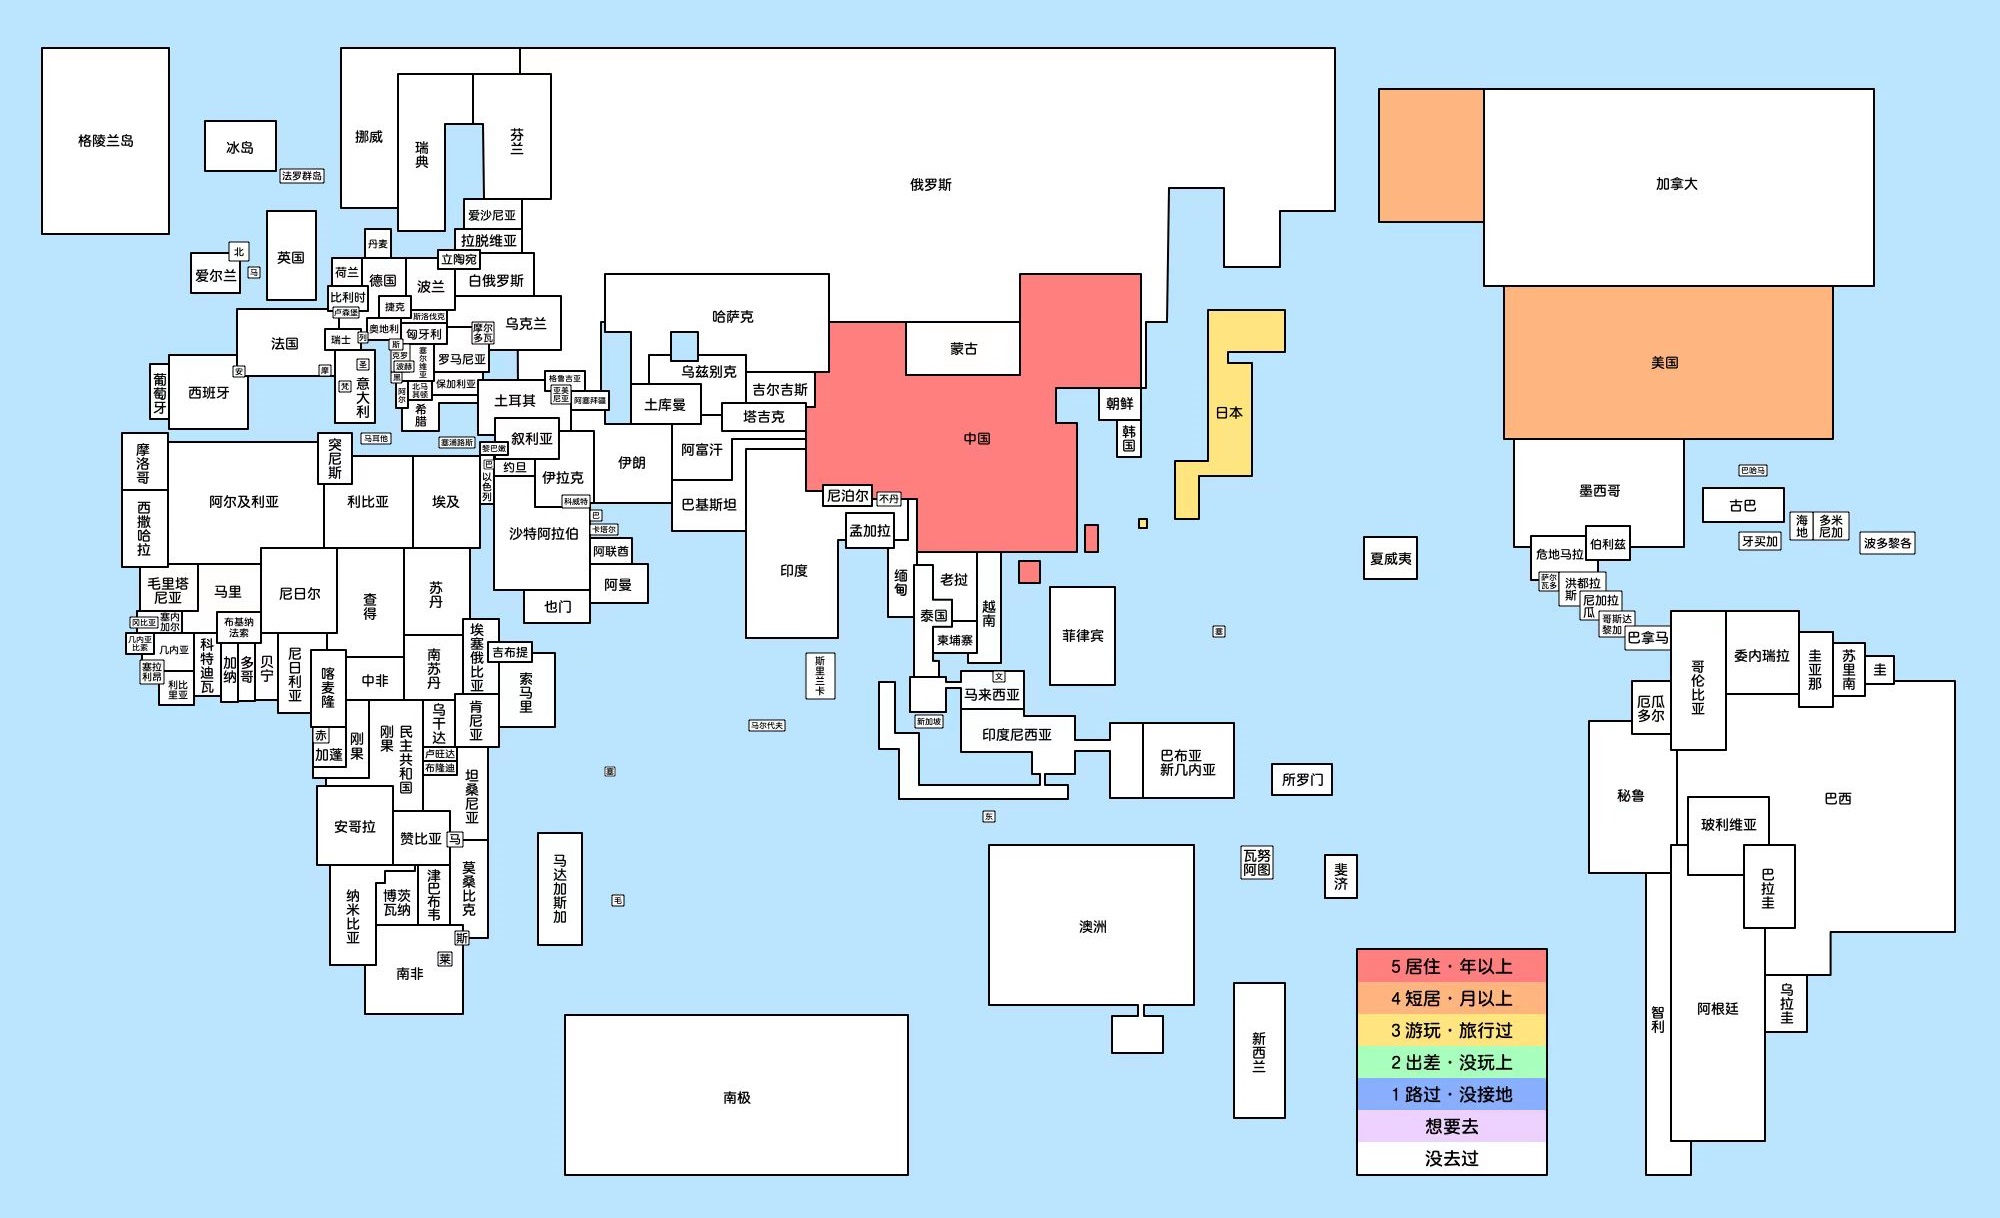 格陵兰岛
冰岛
法罗群岛
挪威
瑞典
芬兰
俄罗斯
加拿大
爱沙尼亚
拉脱维亚
立陶宛
白俄罗斯
丹麦
北
马
爱尔兰
英国
荷兰
德国
波兰
比利时
卢森堡
捷克
斯洛伐克
乌克兰
摩尔
多瓦
法国
瑞士
列
奥地利
匈牙利
斯
克罗
波赫
塞尔维亚
罗马尼亚
黑
保加利亚
阿尔
北马
其顿
希腊
葡萄牙
西班牙
安
摩
圣
梵
意大利
马耳他
塞浦路斯
土耳其
格鲁吉亚
亚美
尼亚
阿塞拜疆
哈萨克
乌兹别克
吉尔吉斯
土库曼
塔吉克
蒙古
中国
朝鲜
韩国
日本
美国
叙利亚
黎巴嫩
巴
以色列
约旦
伊拉克
科威特
伊朗
阿富汗
巴基斯坦
沙特阿拉伯
巴
卡塔尔
阿联酋
阿曼
也门
尼泊尔
不丹
孟加拉
印度
缅甸
老挝
泰国
越南
柬埔寨
菲律宾
斯里兰卡
马尔代夫
文
马来西亚
新加坡
印度尼西亚
东
巴布亚
新几内亚
所罗门
塞
夏威夷
摩洛哥
西撒哈拉
阿尔及利亚
突尼斯
利比亚
埃及
毛里塔
尼亚
马里
尼日尔
查得
苏丹
冈比亚
塞内
加尔
几内亚
比索
几内亚
塞拉
利昂
利比
里亚
科特迪瓦
布基纳
法索
加纳
多哥
贝宁
尼日利亚
喀麦隆
中非
南苏丹
埃塞俄比亚
吉布提
索马里
赤
加蓬
刚果
刚果
民主共和国
乌干达
肯尼亚
卢旺达
布隆迪
坦桑尼亚
安哥拉
赞比亚
马
莫桑比克
纳米比亚
博茨
瓦纳
津巴布韦
斯
莱
南非
马达加斯加
塞
毛
澳洲
瓦努
阿图
斐济
新西兰
南极
墨西哥
巴哈马
古巴
海地
多米
尼加
牙买加
波多黎各
危地马拉
伯利兹
萨尔
瓦多
洪都拉
斯
尼加拉
瓜
哥斯达
黎加
巴拿马
哥伦比亚
委内瑞拉
圭亚那
苏里南
圭
厄瓜
多尔
秘鲁
巴西
玻利维亚
巴拉圭
智利
阿根廷
乌拉圭
5 居住·年以上
4 短居·月以上
3 游玩·旅行过
2 出差·没玩上
1 路过·没接地
想要去
没去过